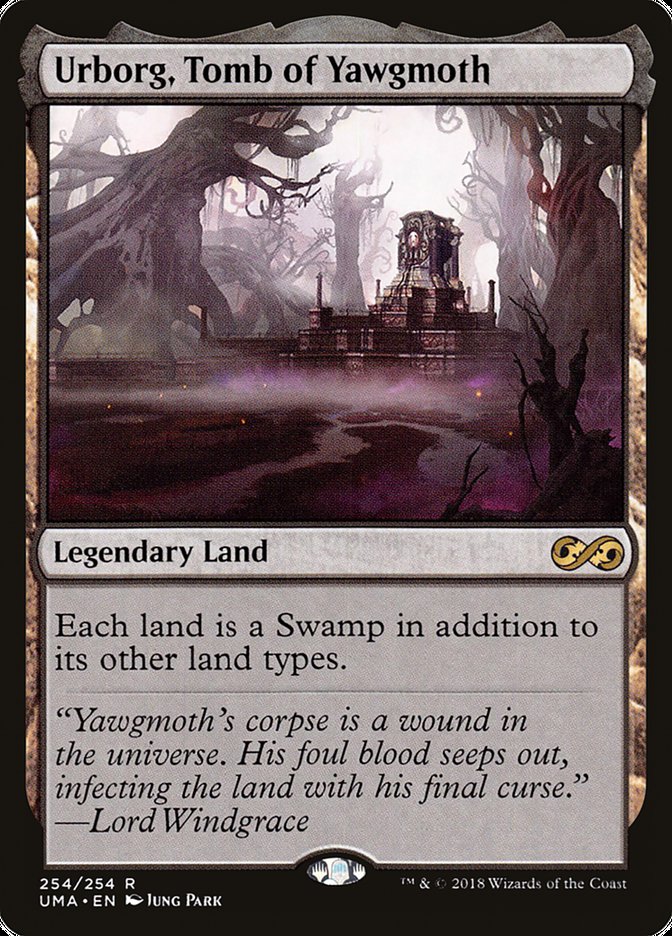 Urborg, Tomb of Yawgmoth
Legendary Land
Each land is a Swamp in addition to
its other land types.
“Yawgmoth’s corpse is a wound in
the universe. His foul blood seeps out,
infecting the land with his final curse.”
—Lord Windgrace
254/254 R
UMA • EN Jung Park
™ & © 2018 Wizards of the Coast